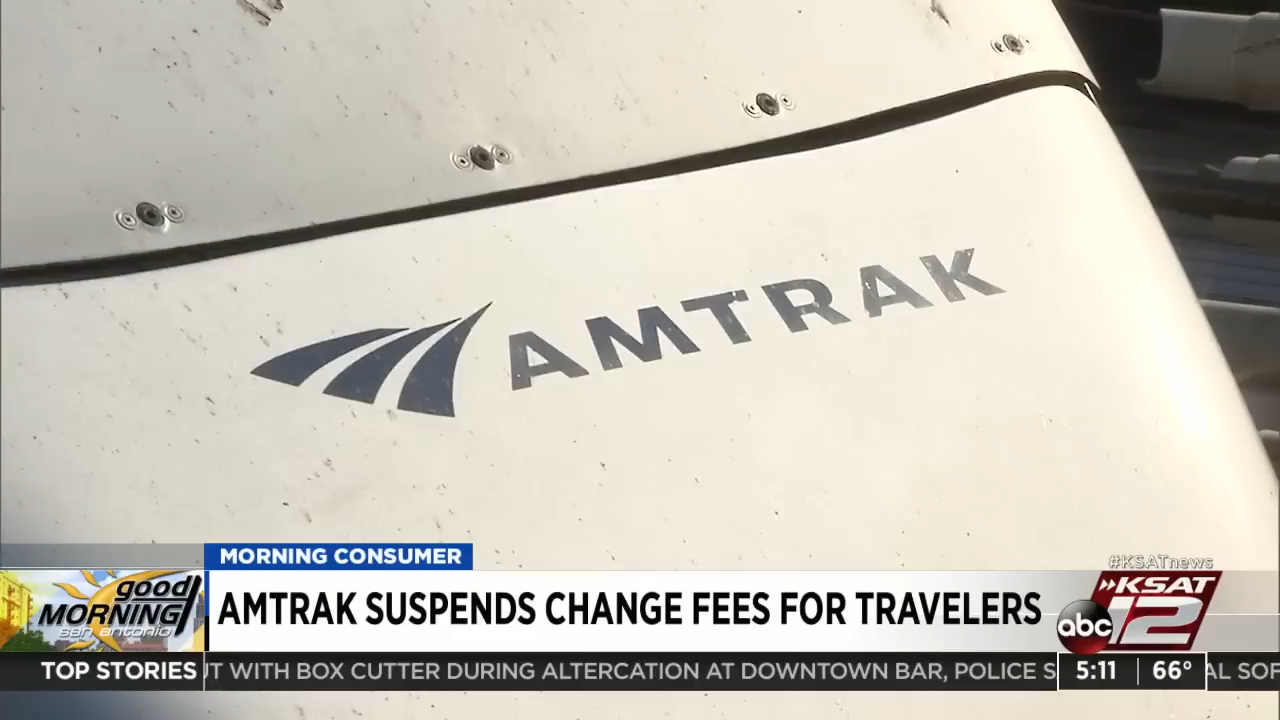 AMTRAK
MORNING CONSUMER
#KSATnews
good
MORNING
san antonio
AMTRAK SUSPENDS CHANGE FEES FOR TRAVELERS
KSAT
abc 12
TOP STORIES
WITH BOX CUTTER DURING ALTERCATION AT DOWNTOWN BAR, POLICE
5:11 66°